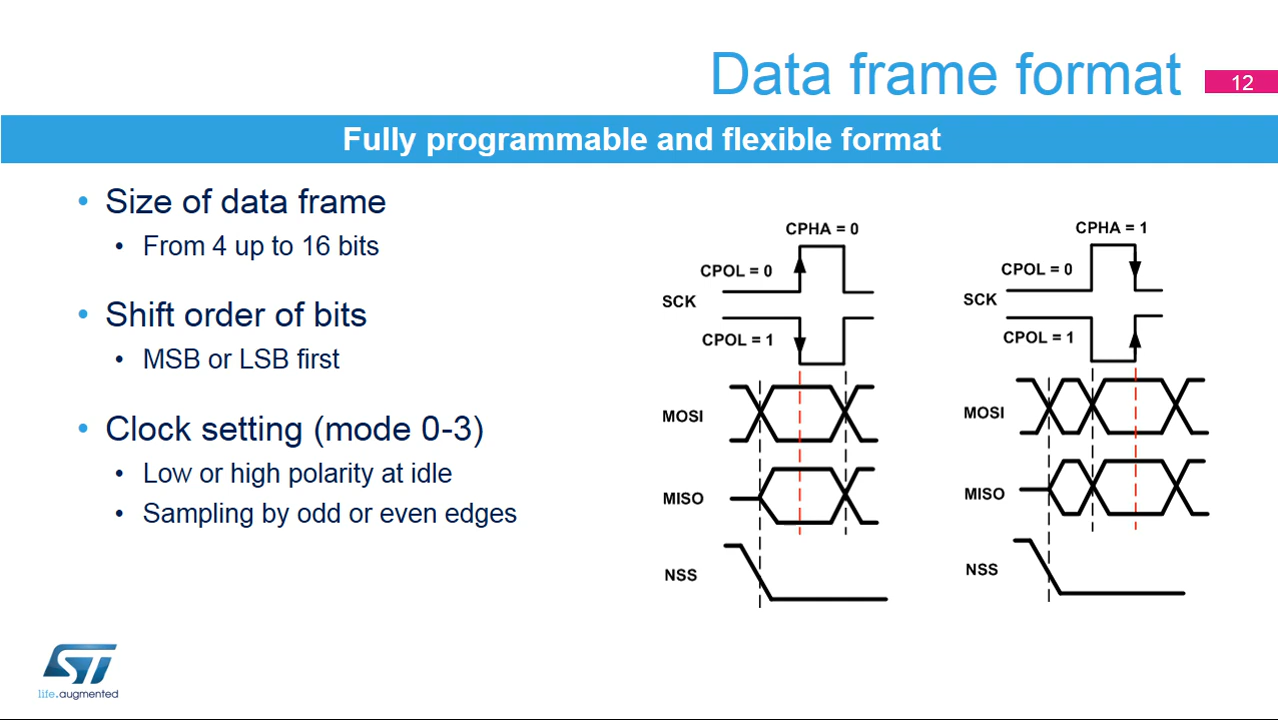 Data frame format
12
Fully programmable and flexible format
• Size of data frame
• From 4 up to 16 bits
• Shift order of bits
• MSB or LSB first
• Clock setting (mode 0-3)
• Low or high polarity at idle
• Sampling by odd or even edges
CPHA = 0
CPOL = 0
SCK
CPOL = 1
MOSI
MISO
NSS
CPHA = 1
CPOL = 0
SCK
CPOL = 1
MOSI
MISO
NSS
ST
life.augmented